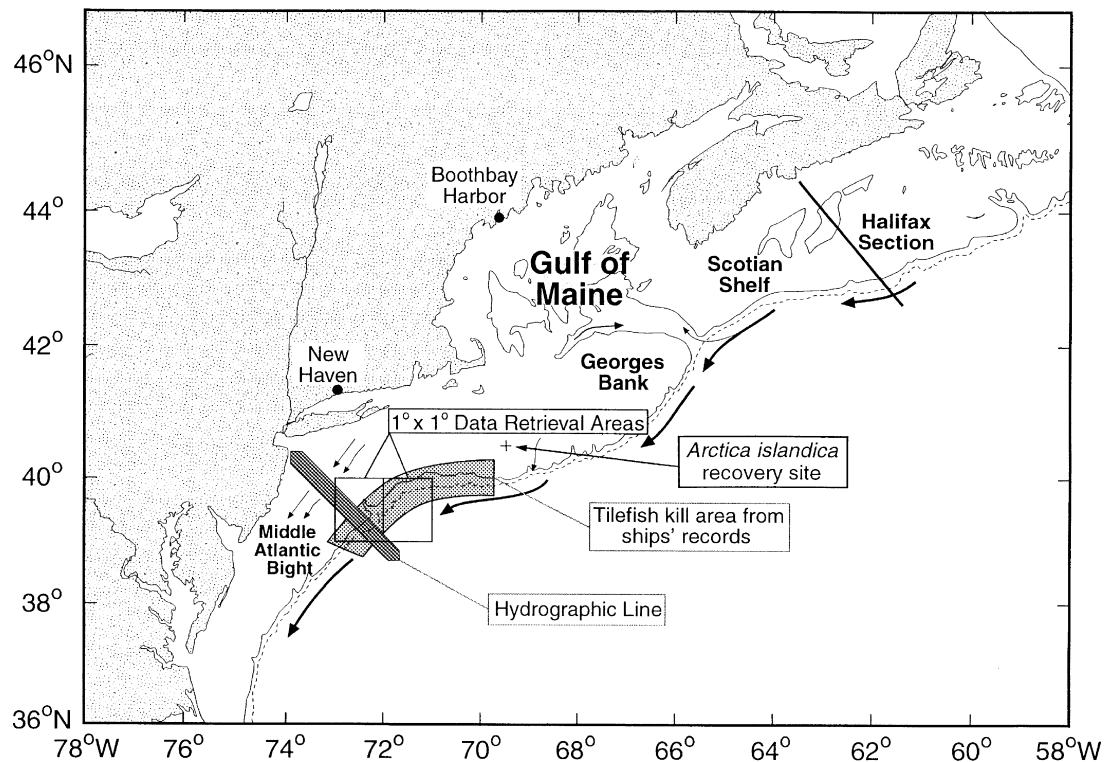 46°N
44°
42°
40°
38°
36°N
78°W
76°
74°
72°
70°
68°
66°
64°
62°
60°
58°W
Boothbay
Harbor
Gulf of
Maine
Scotian
Shelf
Halifax
Section
New
Haven
Georges
Bank
1° x 1° Data Retrieval Areas
Arctica islandica
recovery site
Tilefish kill area from
ships' records
Middle
Atlantic
Bight
Hydrographic Line